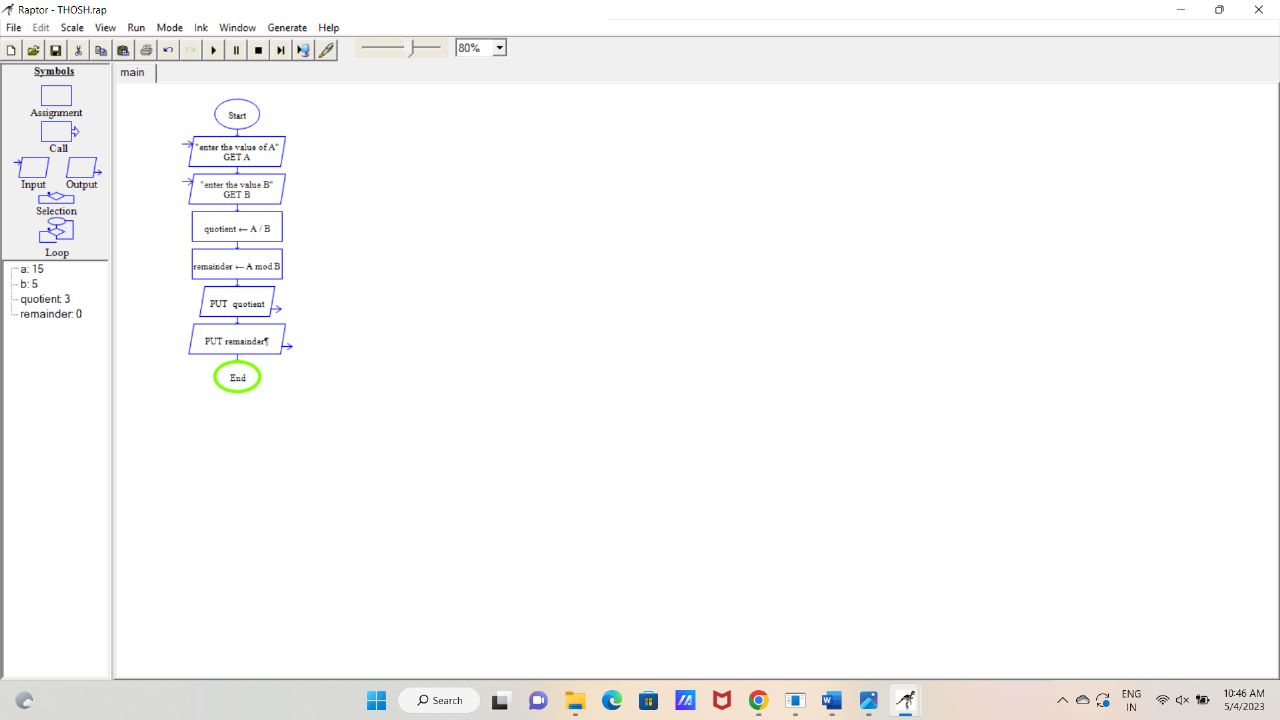 Raptor - THOSH.rap
File Edit Scale View Run Mode Ink Window Generate Help
80%
Symbols
Assignment
Call
Input Output
Selection
Loop
a: 15
b: 5
quotient: 3
remainder: 0
main
Start
"enter the value of A"
GET A
"enter the value B"
GET B
quotient ← A / B
remainder ← A mod B
PUT quotient
PUT remainder¶
End
Search
ENG
IN
10:46 AM
5/4/2023